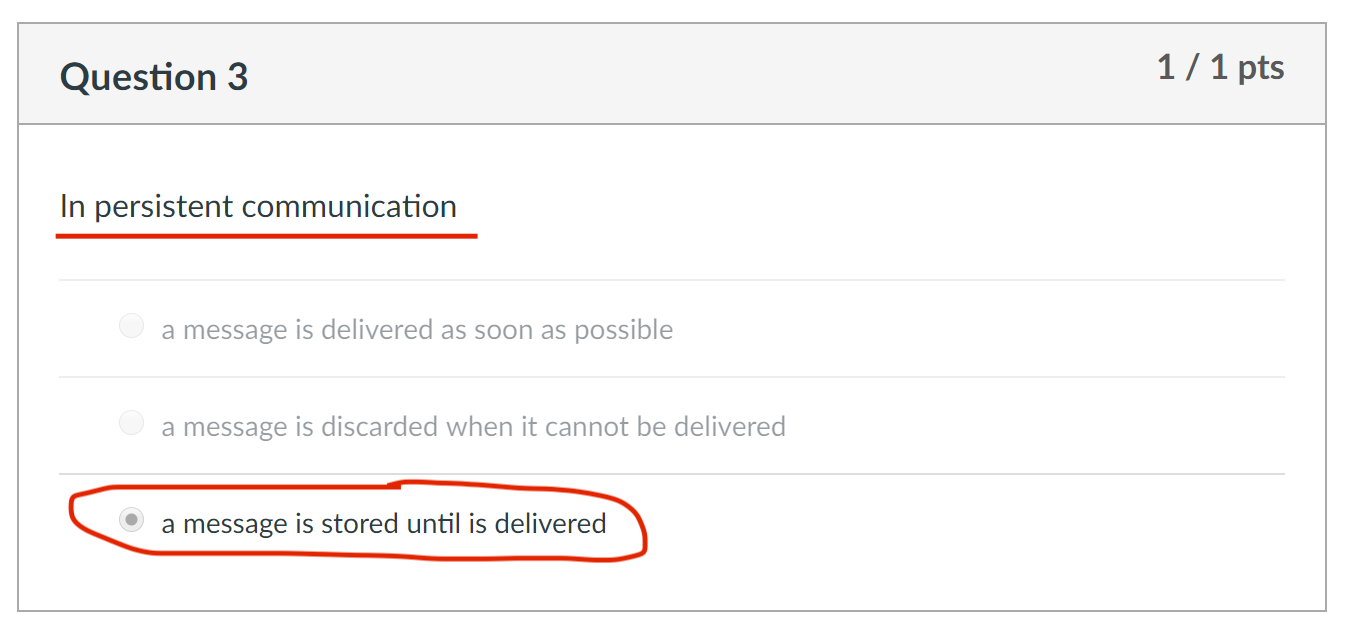 Question 3
1 / 1 pts
In persistent communication
a message is delivered as soon as possible
a message is discarded when it cannot be delivered
a message is stored until is delivered